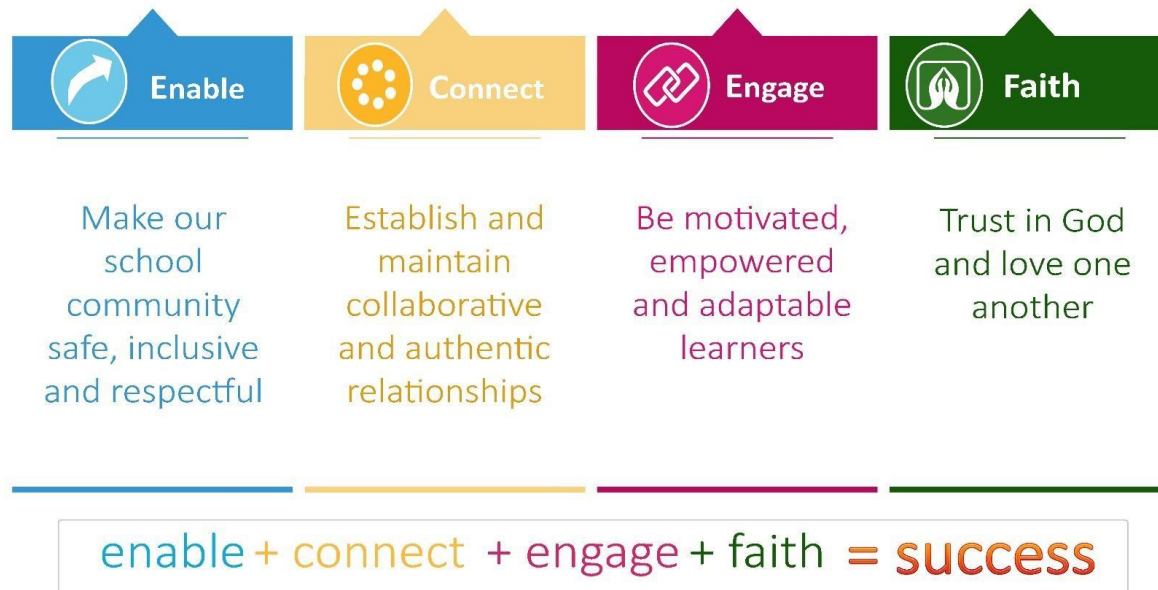 Enable
Make our
school
community
safe, inclusive
and respectful
Connect
Establish and
maintain
collaborative
and authentic
relationships
Engage
Be motivated,
empowered
and adaptable
learners
Faith
Trust in God
and love one
another
enable + connect + engage + faith = success